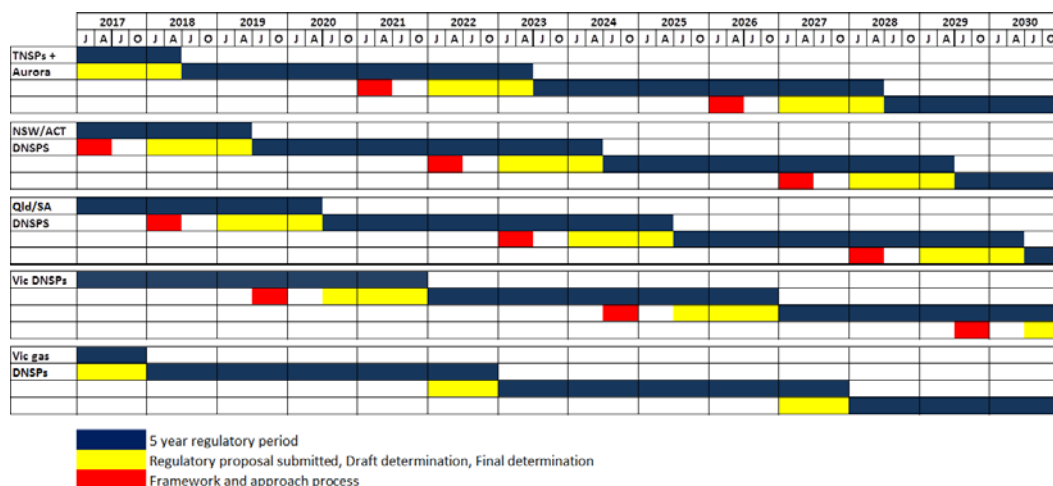 2017 2018 2019 2020 2021 2022 2023 2024 2025 2026 2027 2028 2029 2030
J A J O J A J O J A J O J A J O J A J O J A J O J A J O J A J O J A J O J A J O J A J O J A J O J A J O J A J O
TNSPs +
Aurora
NSW/ACT
DNSPS
Qld/SA
DNSPS
Vic DNSPs
Vic gas
DNSPs
5 year regulatory period
Regulatory proposal submitted, Draft determination, Final determination
Framework and approach process